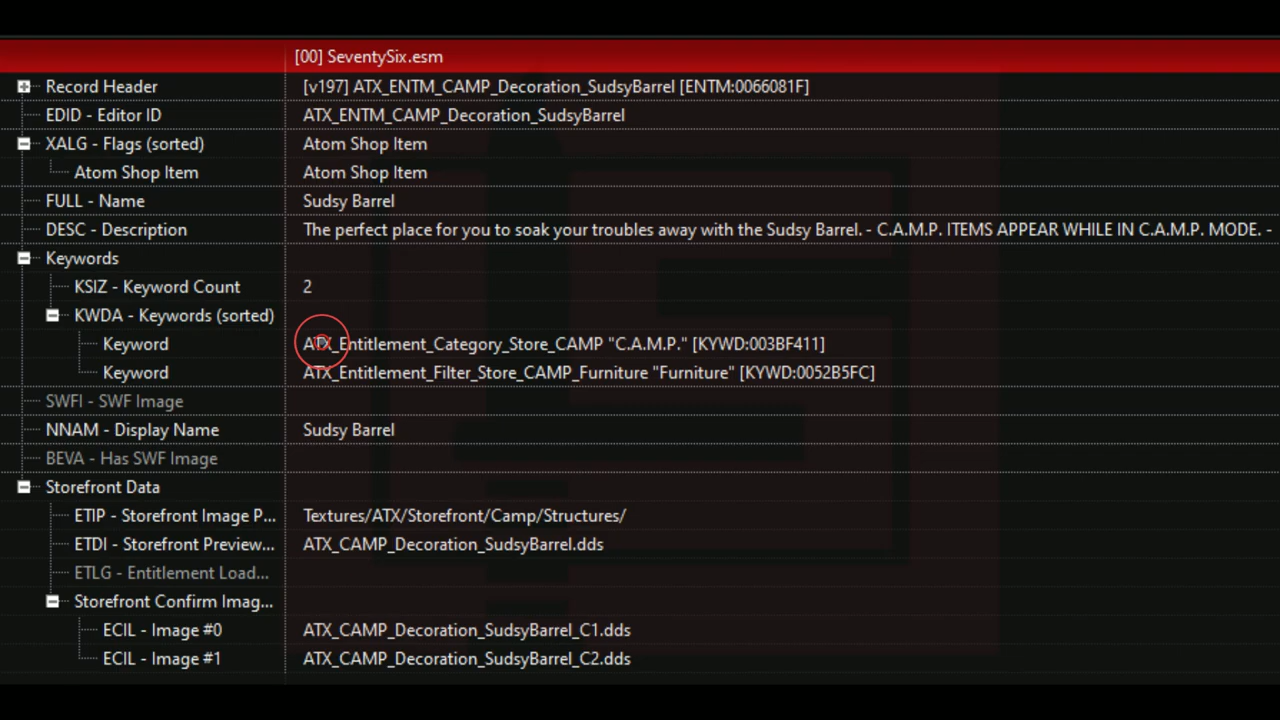 [00] SeventySix.esm
Record Header [v197] ATX_ENTM_CAMP_Decoration_SudsyBarrel [ENTM:0066081F]
EDID - Editor ID ATX_ENTM_CAMP_Decoration_SudsyBarrel
XALG - Flags (sorted) Atom Shop Item
Atom Shop Item Atom Shop Item
FULL - Name Sudsy Barrel
DESC - Description The perfect place for you to soak your troubles away with the Sudsy Barrel. - C.A.M.P. ITEMS APPEAR WHILE IN C.A.M.P. MODE. -
Keywords
KSIZ - Keyword Count 2
KWDA - Keywords (sorted)
Keyword ATX_Entitlement_Category_Store_CAMP "C.A.M.P." [KYWD:003BF411]
Keyword ATX_Entitlement_Filter_Store_CAMP_Furniture "Furniture" [KYWD:0052B5FC]
SWFI - SWF Image
NNAM - Display Name Sudsy Barrel
BEVA - Has SWF Image
Storefront Data
ETIP - Storefront Image P... Textures/ATX/Storefront/Camp/Structures/
ETDI - Storefront Preview... ATX_CAMP_Decoration_SudsyBarrel.dds
ETLG - Entitlement Load...
Storefront Confirm Imag...
ECIL - Image #0 ATX_CAMP_Decoration_SudsyBarrel_C1.dds
ECIL - Image #1 ATX_CAMP_Decoration_SudsyBarrel_C2.dds